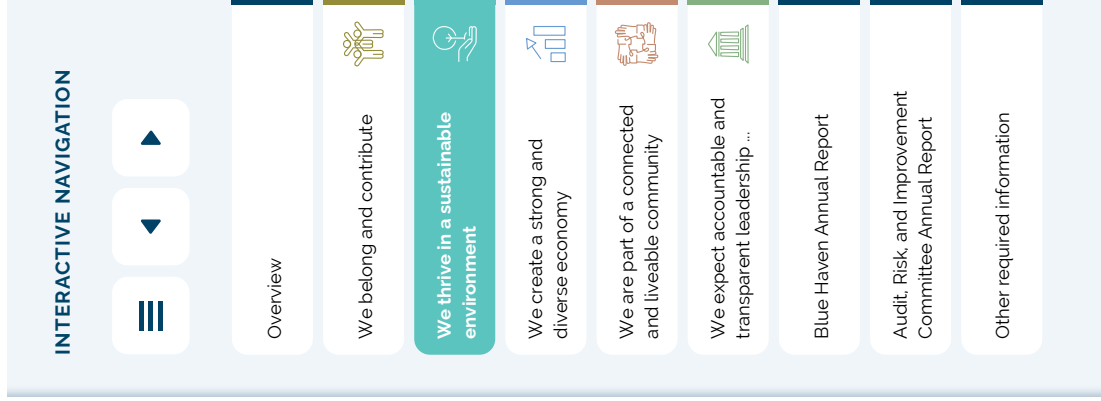 INTERACTIVE NAVIGATION
Overview
We belong and contribute
We thrive in a sustainable
environment
We create a strong and
diverse economy
We are part of a connected
and liveable community
We expect accountable and
transparent leadership ...
Blue Haven Annual Report
Audit, Risk, and Improvement
Committee Annual Report
Other required information